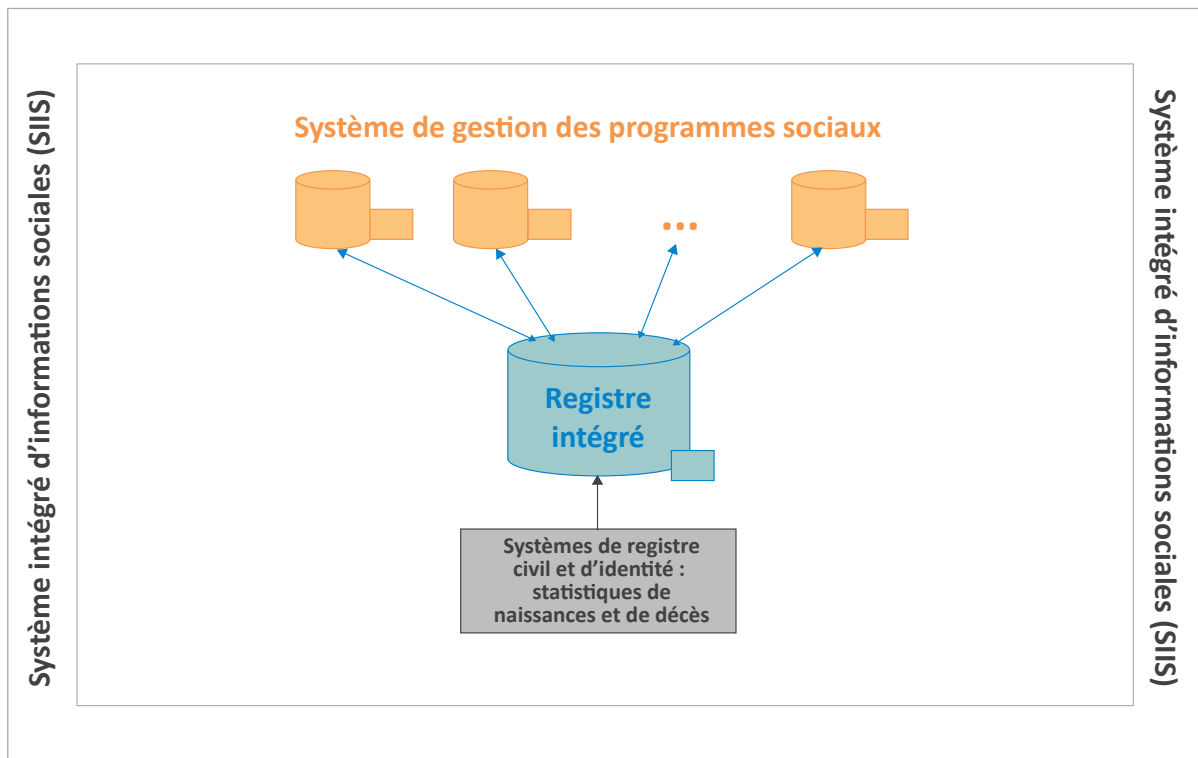 Système intégré d’informations sociales (SIIS)
Système de gestion des programmes sociaux
...
Registre
intégré
Systèmes de registre
civil et d’identité :
statistiques de
naissances et de décès
Système intégré d’informations sociales (SIIS)